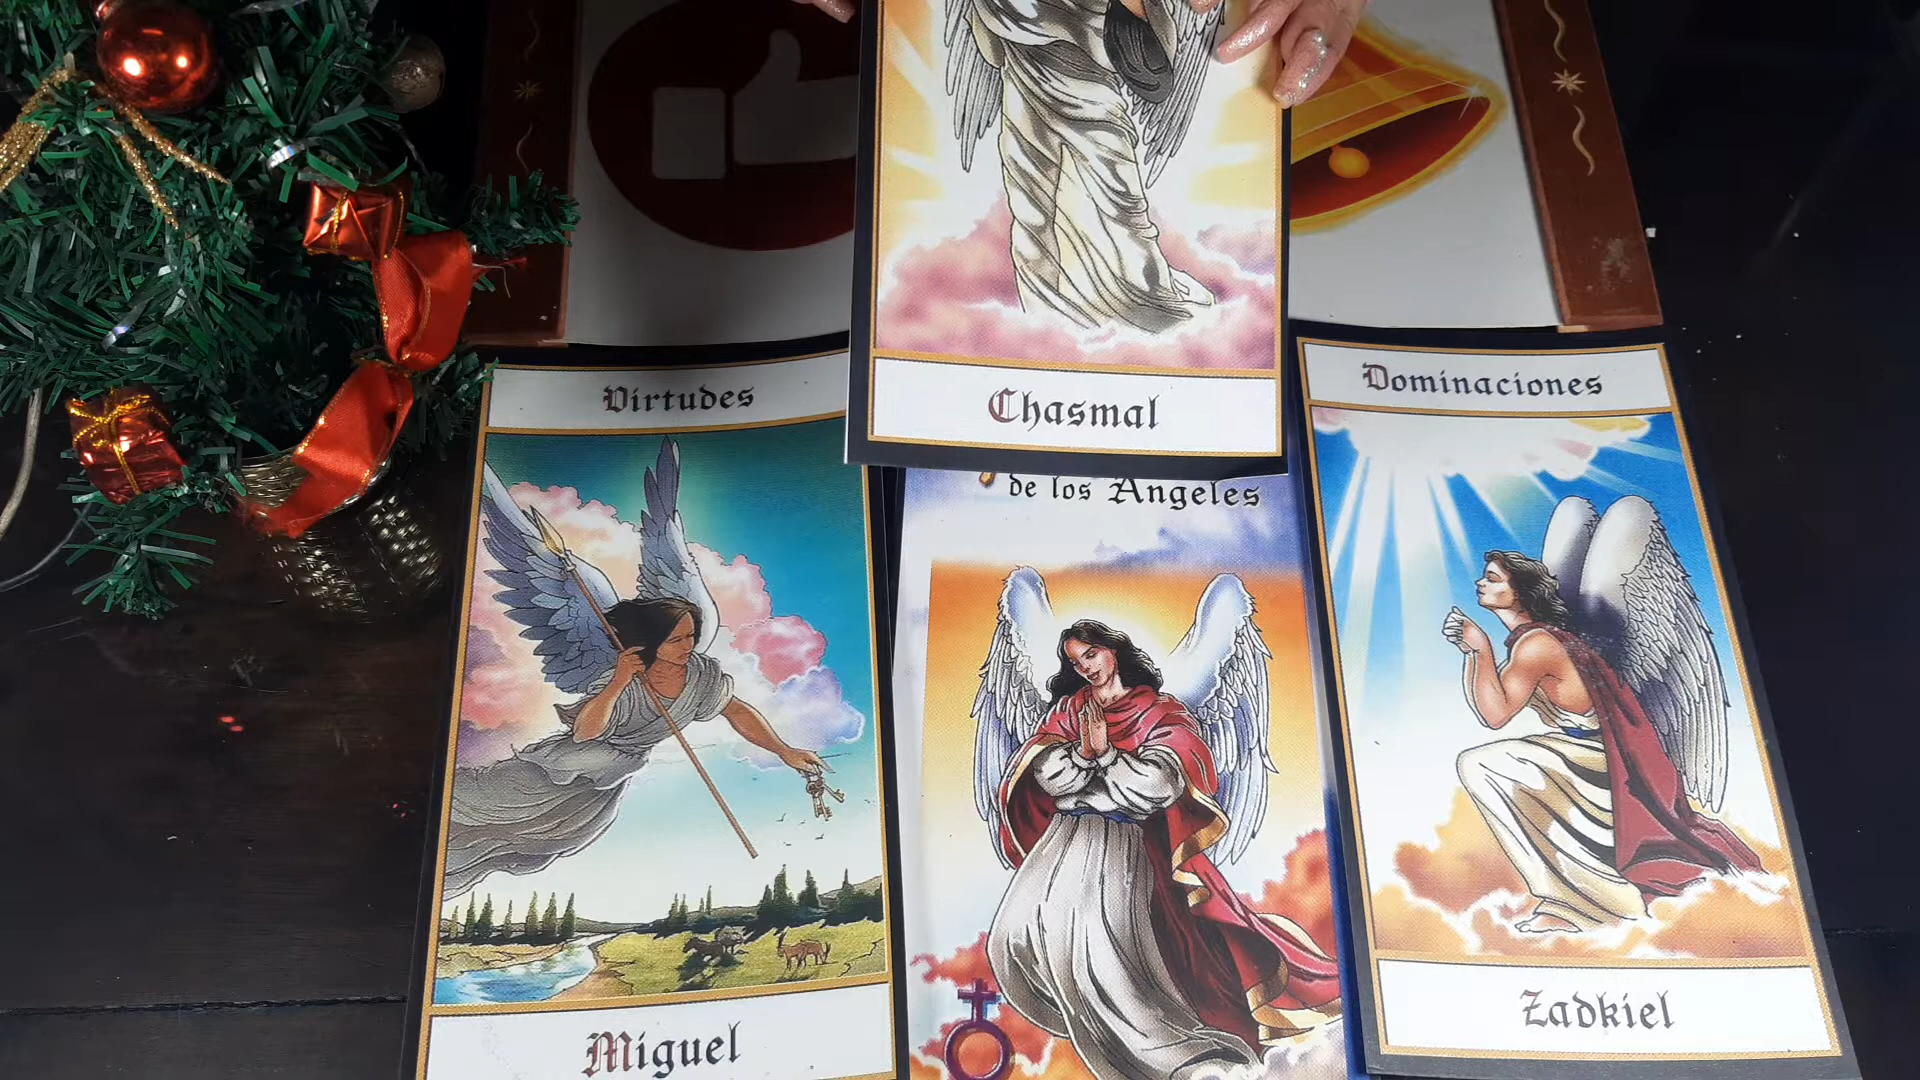 Virtudes
Chasmal
Dominaciones
de los Angeles
Miguel
Zadkiel